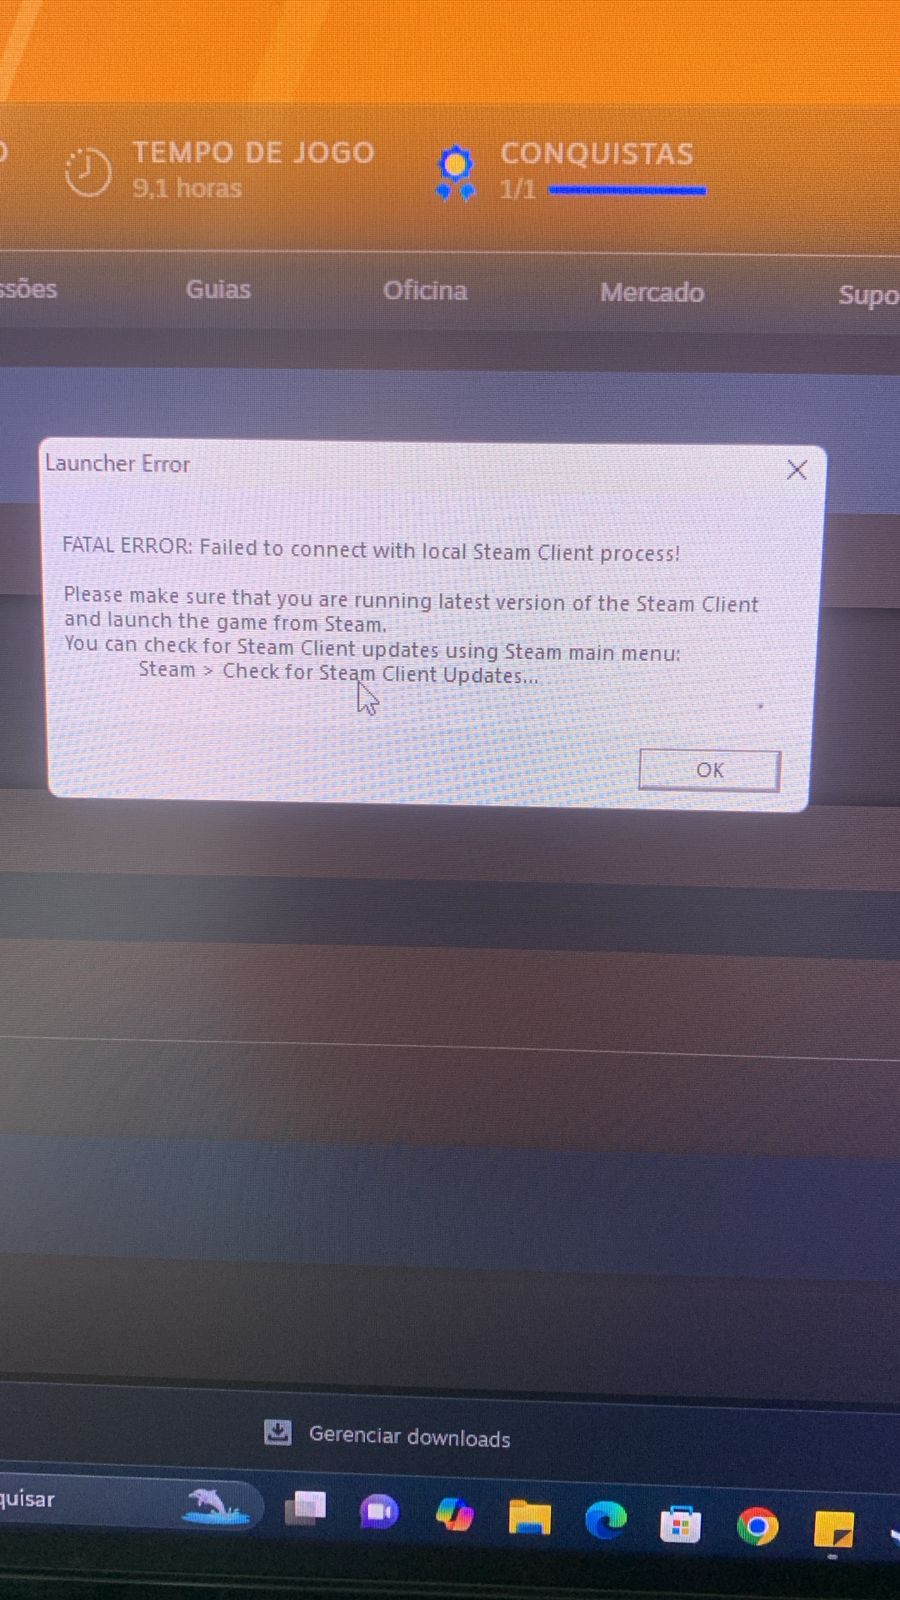 TEMPO DE JOGO
9,1 horas
CONQUISTAS
1/1
ssões
Guias
Oficina
Mercado
Supo
Launcher Error
FATAL ERROR: Failed to connect with local Steam Client process!
Please make sure that you are running latest version of the Steam Client
and launch the game from Steam.
You can check for Steam Client updates using Steam main menu:
Steam > Check for Steam Client Updates...
OK
Gerenciar downloads
quisar